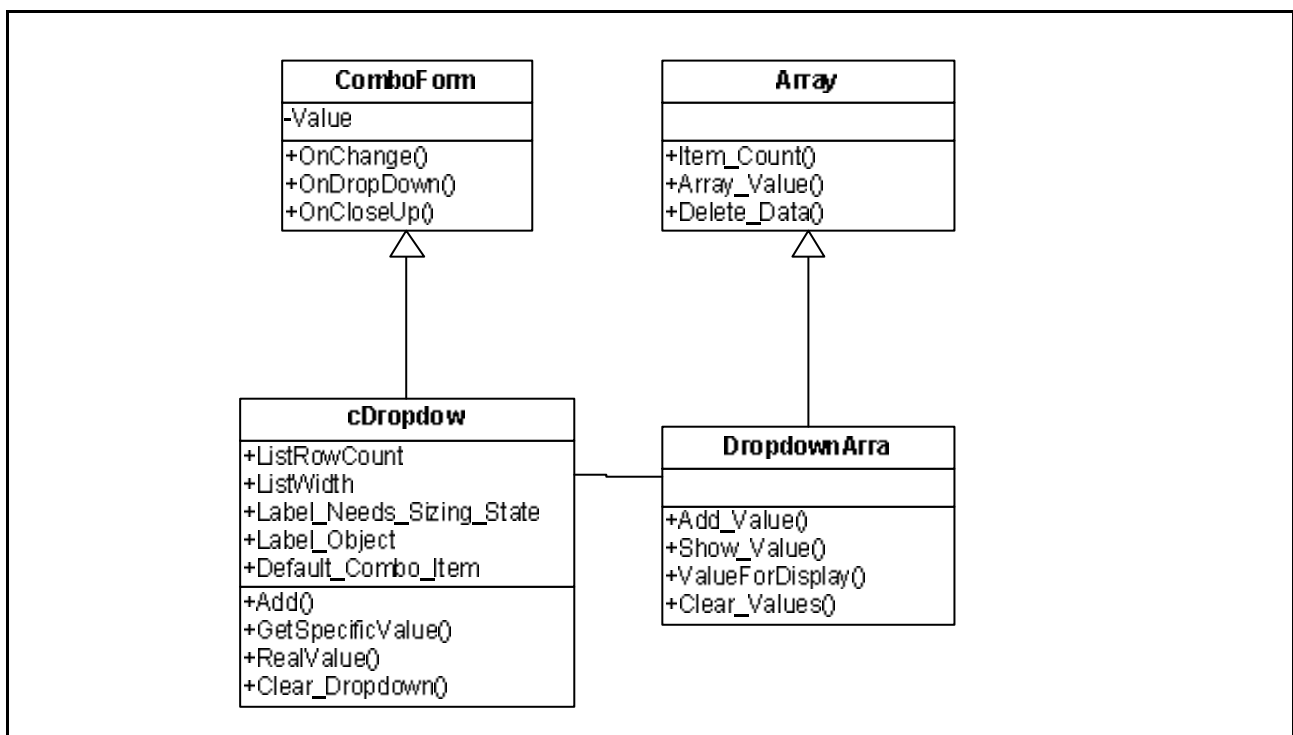 ComboForm
-Value
+OnChange()
+OnDropDown()
+OnCloseUp()
Array
+Item_Count()
+Array_Value()
+Delete_Data()
cDropdow
+ListRowCount
+ListWidth
+Label_Needs_Sizing_State
+Label_Object
+Default_Combo_Item
+Add()
+GetSpecificValue()
+RealValue()
+Clear_Dropdown()
DropdownArra
+Add_Value()
+Show_Value()
+ValueForDisplay()
+Clear_Values()